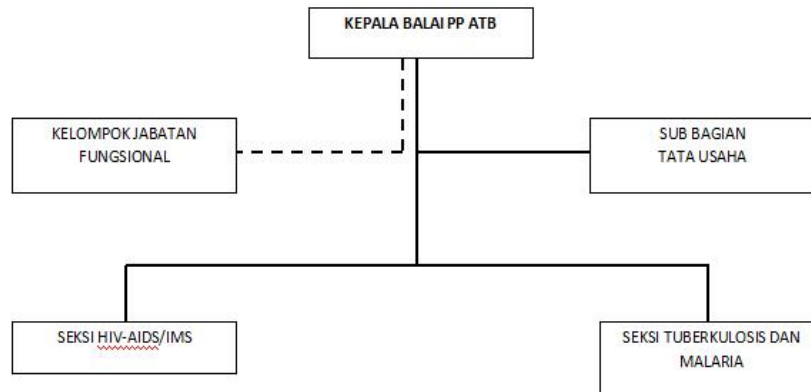 KEPALA BALAI PP ATB
KELOMPOK JABATAN
FUNGSIONAL
SUB BAGIAN
TATA USAHA
SEKSI HIV-AIDS/IMS
SEKSI TUBERKULOSIS DAN
MALARIA